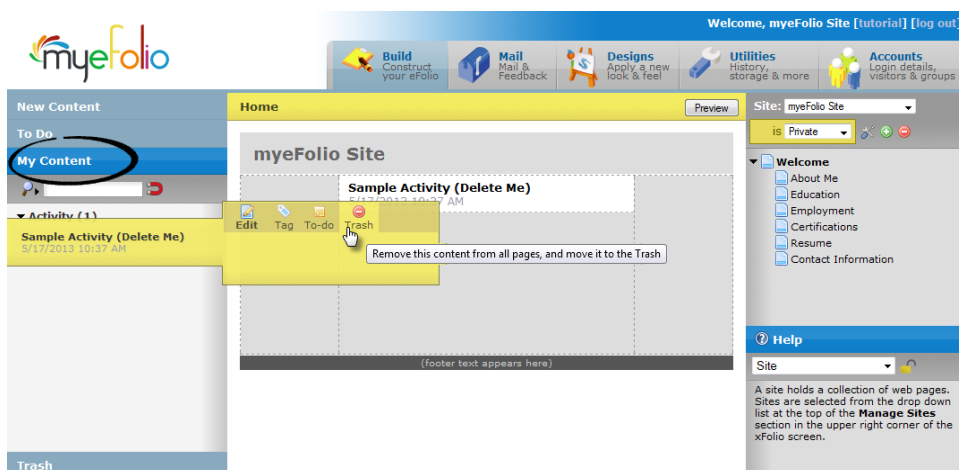 Welcome, myeFolio Site [tutorial] [log out]
myefolio
Build
Construct
your eFolio
Mail
Mail &
Feedback
Designs
Apply a new
look & feel
Utilities
History,
storage & more
Accounts
Login details,
visitors & groups
New Content
To Do
My Content
Activity (1)
Sample Activity (Delete Me)
5/17/2013 10:37 AM
Trash
Home
Preview
myeFolio Site
Sample Activity (Delete Me)
5/17/2013 10:37 AM
Edit Tag To-do Trash
Remove this content from all pages, and move it to the Trash
(footer text appears here)
Site: myeFolio Site
is Private
Welcome
About Me
Education
Employment
Certifications
Resume
Contact Information
Help
Site
A site holds a collection of web pages.
Sites are selected from the drop down
list at the top of the Manage Sites
section in the upper right corner of the
xFolio screen.